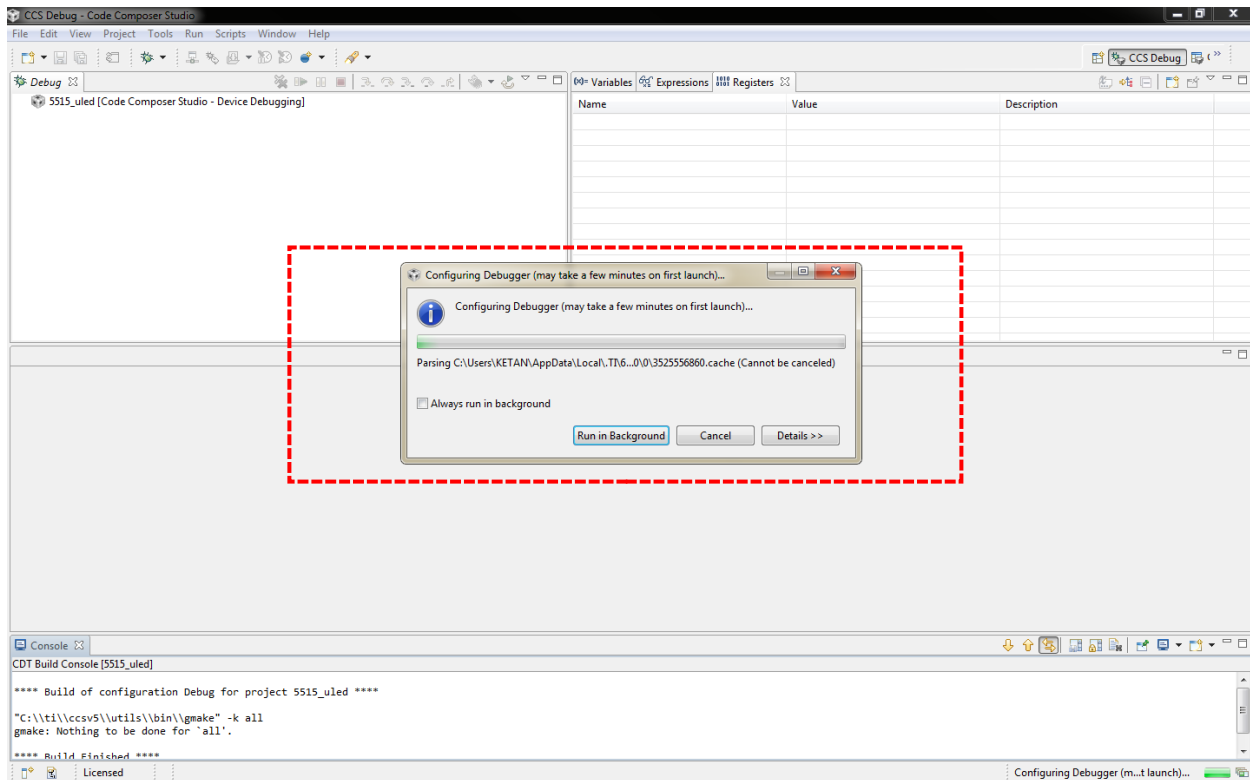 CCS Debug - Code Composer Studio
File Edit View Project Tools Run Scripts Window Help
CCS Debug
Debug
(x)= Variables Expressions Registers
5515_uled [Code Composer Studio - Device Debugging]
Name Value Description
Configuring Debugger (may take a few minutes on first launch)...
Configuring Debugger (may take a few minutes on first launch)...
Parsing C:\Users\KETAN\AppData\Local\.TI\6...0\0\3525556860.cache (Cannot be canceled)
Always run in background
Run in Background Cancel Details >>
Console
CDT Build Console [5515_uled]
**** Build of configuration Debug for project 5515_uled ****
"C:\\ti\\ccsv5\\utils\\bin\\gmake" -k all
gmake: Nothing to be done for `all'.
**** Build Finished ****
Licensed
Configuring Debugger (m...t launch)...